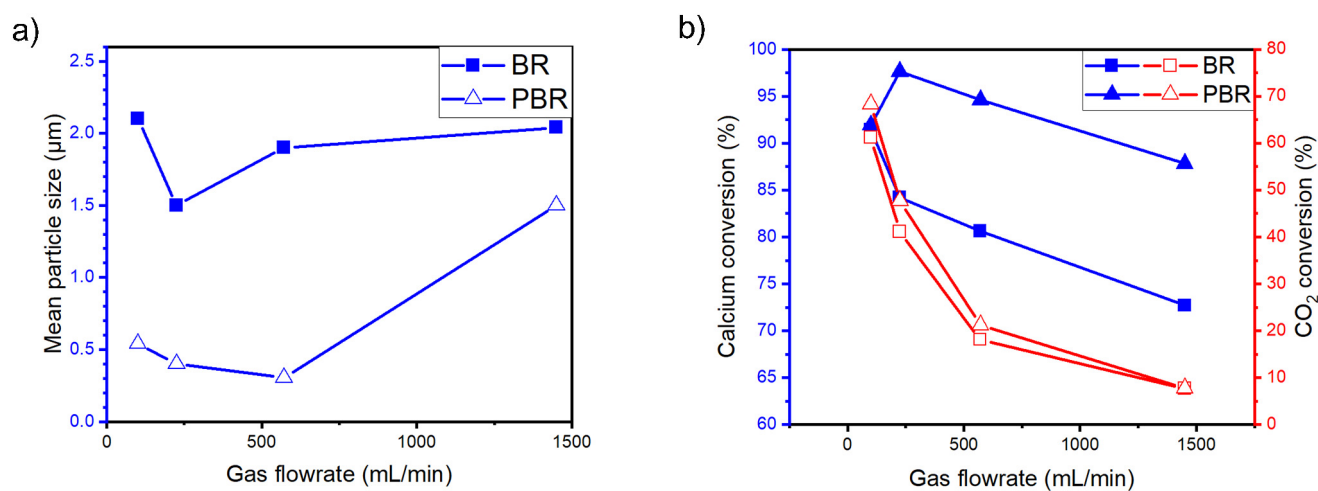 a)
2.5
2.0
1.5
1.0
0.5
0.0
Mean particle size (μm)
0
500
1000
1500
Gas flowrate (mL/min)
BR
PBR
b)
100
95
90
85
80
75
70
65
60
Calcium conversion (%)
0
500
1000
1500
Gas flowrate (mL/min)
BR
PBR
80
70
60
50
40
30
20
10
0
CO₂ conversion (%)